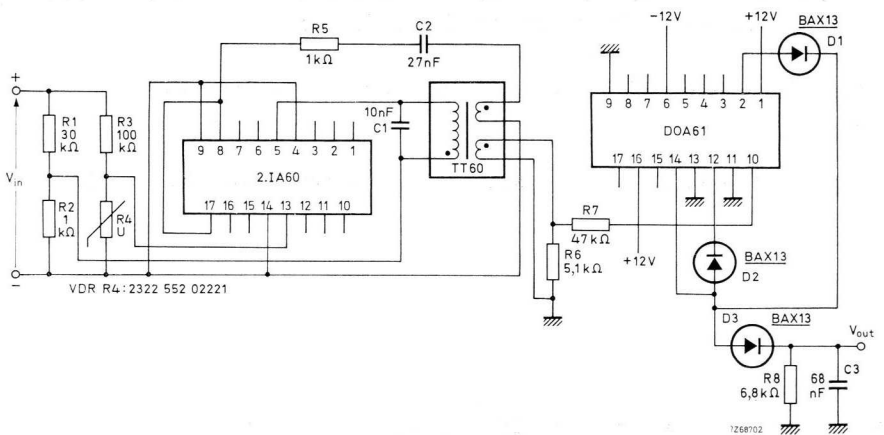 R5
1kΩ
C2
27nF
-12V
+12V
BAX13
D1
+
R1
30
kΩ
R3
100
kΩ
10nF
C1
TT60
9 8 7 6 5 4 3 2 1
2.IA60
17 16 15 14 13 12 11 10
9 8 7 6 5 4 3 2 1
DOA61
17 16 15 14 13 12 11 10
Vin
R2
1
kΩ
R4
U
-
VDR R4: 2322 552 02221
R7
47kΩ
R6
5,1kΩ
+12V
BAX13
D2
D3
BAX13
Vout
R8
6,8kΩ
68
nF
C3
7Z68702